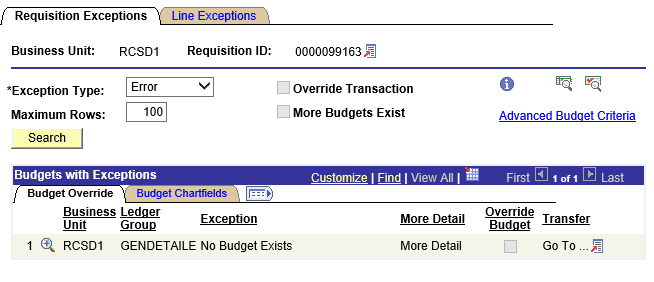 Requisition Exceptions Line Exceptions
Business Unit: RCSD1 Requisition ID: 0000099163
*Exception Type: Error Override Transaction
Maximum Rows: 100 More Budgets Exist Advanced Budget Criteria
Search
Budgets with Exceptions Customize | Find | View All | First 1 of 1 Last
Budget Override Budget Chartfields
Business Unit Ledger Group Exception More Detail Override Budget Transfer
1 RCSD1 GENDETAILE No Budget Exists More Detail Go To ...